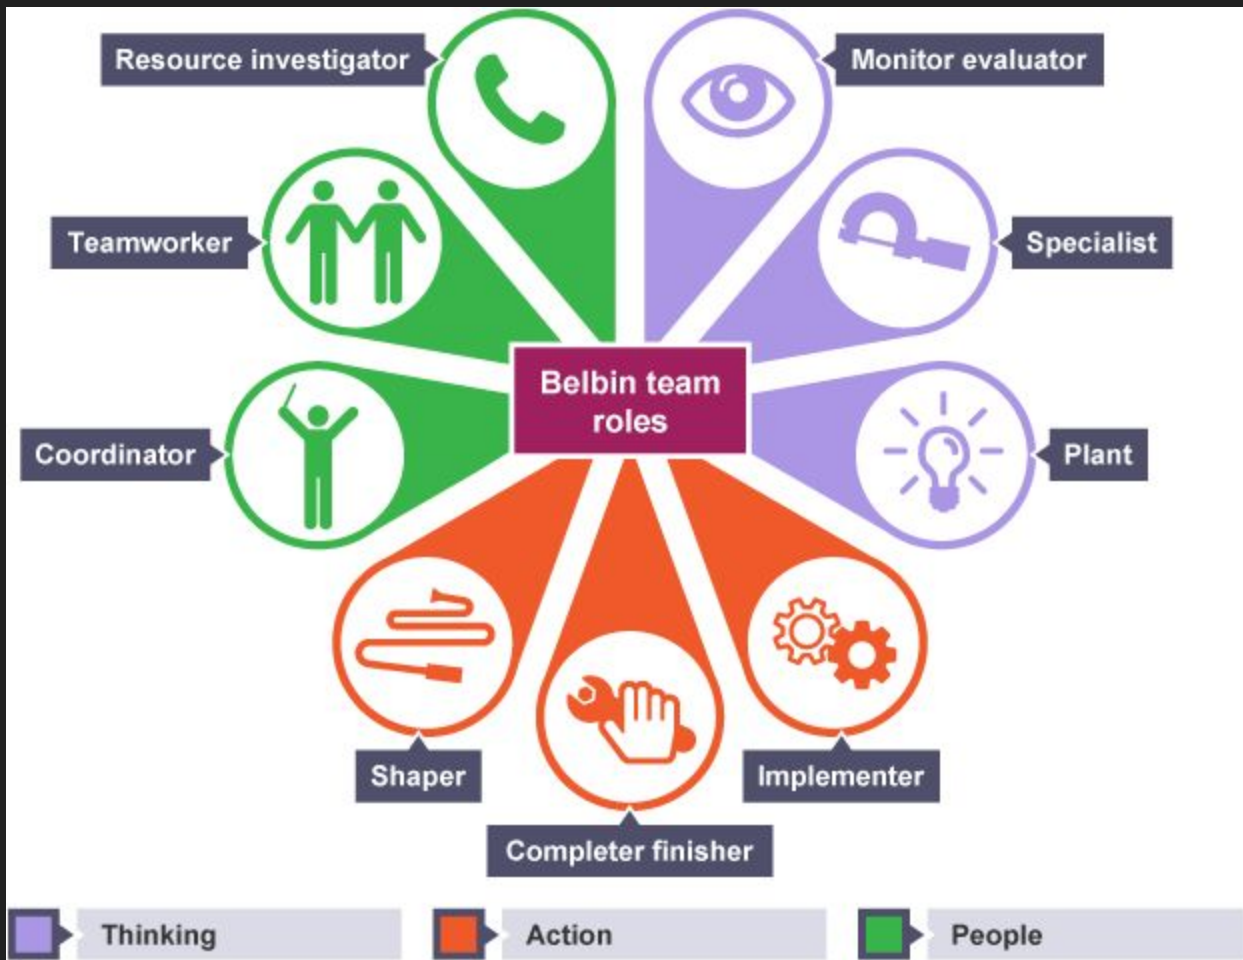 Resource investigator
Monitor evaluator
Teamworker
Specialist
Belbin team
roles
Coordinator
Plant
Shaper
Implementer
Completer finisher
Thinking
Action
People